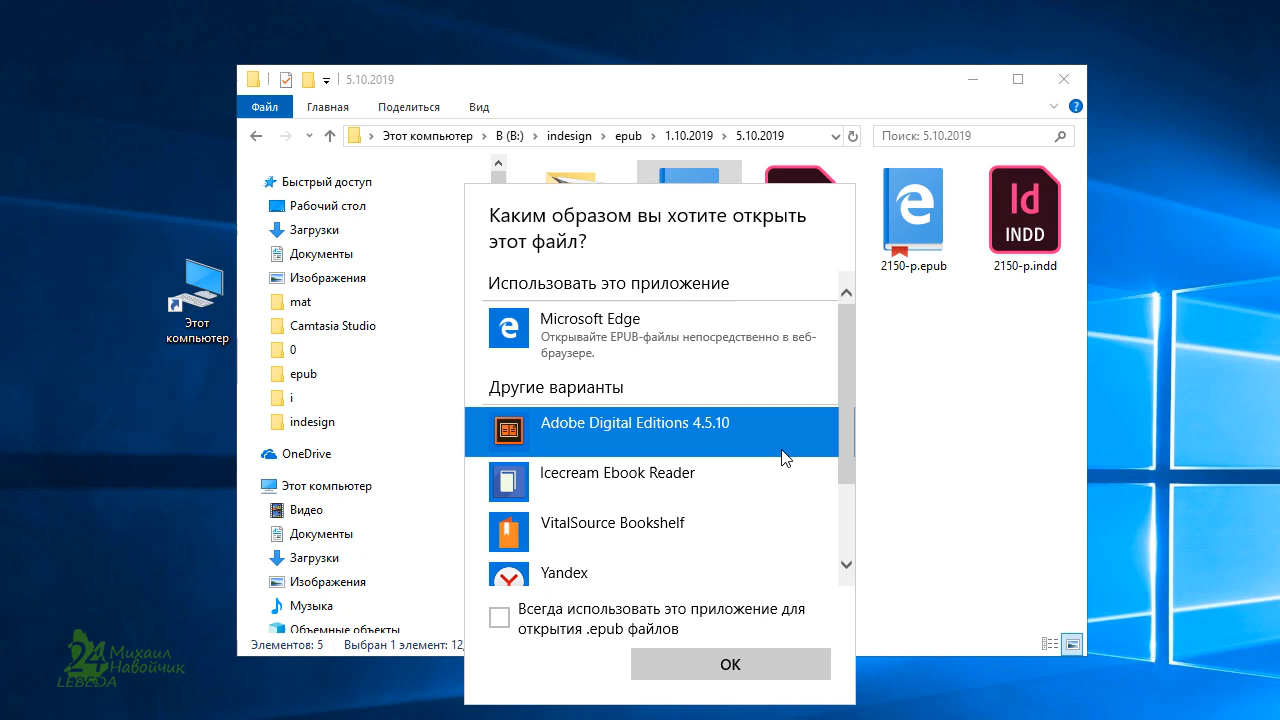 5.10.2019
Файл
Главная
Поделиться
Вид
Этот компьютер
B (B:)
indesign
epub
1.10.2019
5.10.2019
Поиск: 5.10.2019
Быстрый доступ
Рабочий стол
Загрузки
Документы
Изображения
mat
Camtasia Studio
0
epub
i
indesign
OneDrive
Этот компьютер
Видео
Документы
Загрузки
Изображения
Музыка
Объемные объекты
Элементов: 5
Выбран 1 элемент: 12,
Этот
компьютер
Id
INDD
2150-p.epub
2150-p.indd
Каким образом вы хотите открыть
этот файл?
Использовать это приложение
Microsoft Edge
Открывайте EPUB-файлы непосредственно в веб-
браузере.
Другие варианты
Adobe Digital Editions 4.5.10
Icecream Ebook Reader
VitalSource Bookshelf
Yandex
Всегда использовать это приложение для
открытия .epub файлов
OK
24
Михаил
Навойчик
LEBEDA